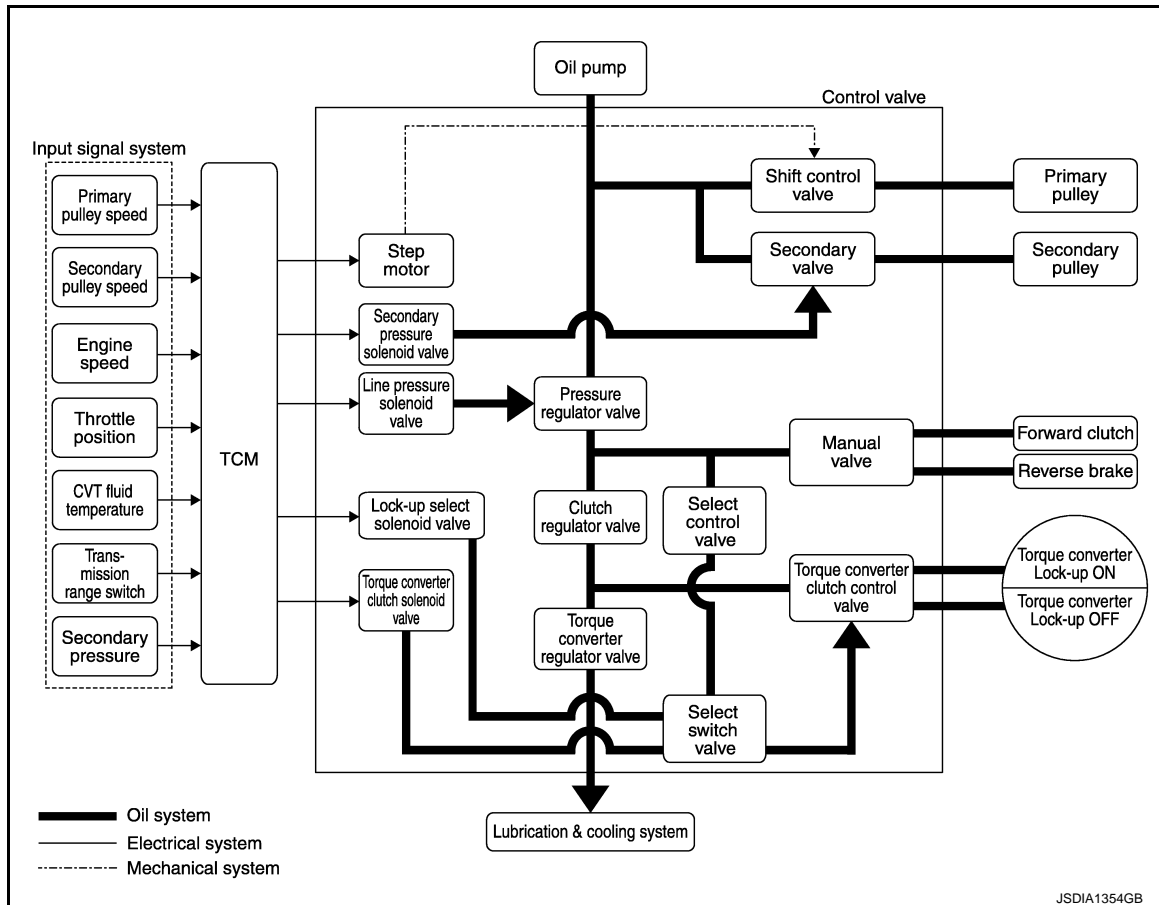 Oil pump
Control valve
Input signal system
Primary
pulley speed
Secondary
pulley speed
Engine
speed
Throttle
position
CVT fluid
temperature
Trans-
mission
range switch
Secondary
pressure
TCM
Step
motor
Secondary
pressure
solenoid valve
Line pressure
solenoid
valve
Lock-up select
solenoid valve
Torque converter
clutch solenoid
valve
Pressure
regulator valve
Clutch
regulator valve
Torque
converter
regulator valve
Shift control
valve
Secondary
valve
Manual
valve
Select
control
valve
Torque converter
clutch control
valve
Select
switch
valve
Primary
pulley
Secondary
pulley
Forward clutch
Reverse brake
Torque converter
Lock-up ON
Torque converter
Lock-up OFF
Lubrication & cooling system
Oil system
Electrical system
Mechanical system
JSDIA1354GB